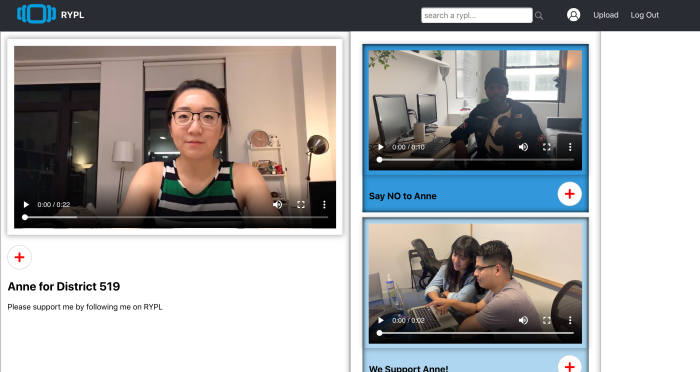 RYPL
search a rypl...
Upload
Log Out
0:00 / 0:22
Anne for District 519
Please support me by following me on RYPL
0:00 / 0:10
Say NO to Anne
0:00 / 0:02
We Support Anne!